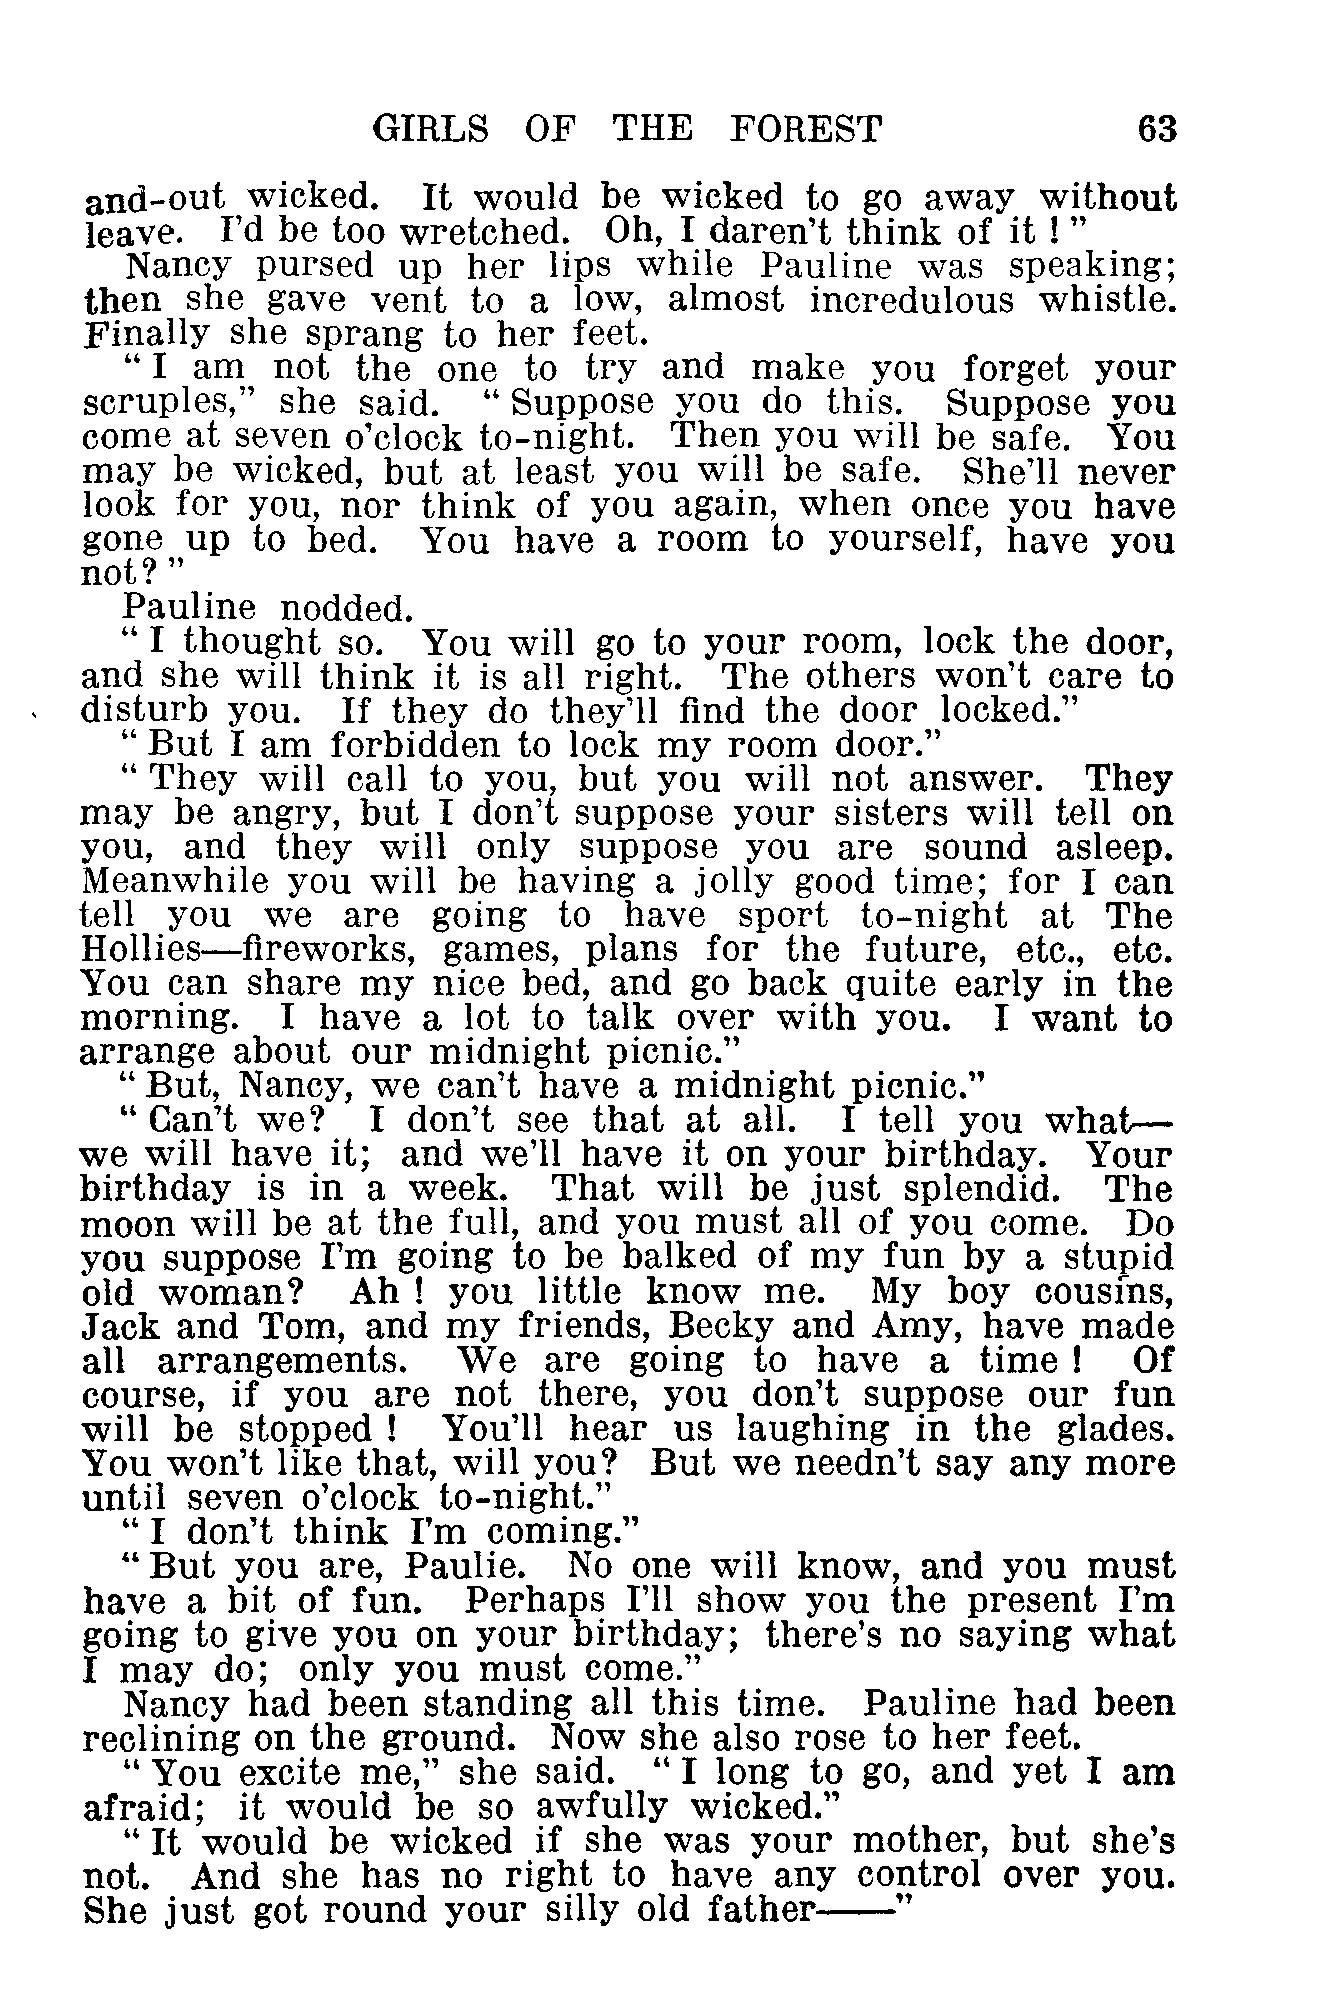 GIRLS OF THE FOREST 63
and-out wicked. It would be wicked to go away without
leave. I'd be too wretched. Oh, I daren't think of it ! "
Nancy pursed up her lips while Pauline was speaking;
then she gave vent to a low, almost incredulous whistle.
Finally she sprang to her feet.
" I am not the one to try and make you forget your
scruples," she said. " Suppose you do this. Suppose you
come at seven o'clock to-night. Then you will be safe. You
may be wicked, but at least you will be safe. She'll never
look for you, nor think of you again, when once you have
gone up to bed. You have a room to yourself, have you
not? "
Pauline nodded.
" I thought so. You will go to your room, lock the door,
and she will think it is all right. The others won't care to
disturb you. If they do they'll find the door locked."
" But I am forbidden to lock my room door."
" They will call to you, but you will not answer. They
may be angry, but I don't suppose your sisters will tell on
you, and they will only suppose you are sound asleep.
Meanwhile you will be having a jolly good time; for I can
tell you we are going to have sport to-night at The
Hollies—fireworks, games, plans for the future, etc., etc.
You can share my nice bed, and go back quite early in the
morning. I have a lot to talk over with you. I want to
arrange about our midnight picnic."
" But, Nancy, we can't have a midnight picnic."
" Can't we? I don't see that at all. I tell you what—
we will have it; and we'll have it on your birthday. Your
birthday is in a week. That will be just splendid. The
moon will be at the full, and you must all of you come. Do
you suppose I'm going to be balked of my fun by a stupid
old woman? Ah ! you little know me. My boy cousins,
Jack and Tom, and my friends, Becky and Amy, have made
all arrangements. We are going to have a time ! Of
course, if you are not there, you don't suppose our fun
will be stopped ! You'll hear us laughing in the glades.
You won't like that, will you? But we needn't say any more
until seven o'clock to-night."
" I don't think I'm coming."
" But you are, Paulie. No one will know, and you must
have a bit of fun. Perhaps I'll show you the present I'm
going to give you on your birthday; there's no saying what
I may do; only you must come."
Nancy had been standing all this time. Pauline had been
reclining on the ground. Now she also rose to her feet.
" You excite me," she said. " I long to go, and yet I am
afraid; it would be so awfully wicked."
" It would be wicked if she was your mother, but she's
not. And she has no right to have any control over you.
She just got round your silly old father——"